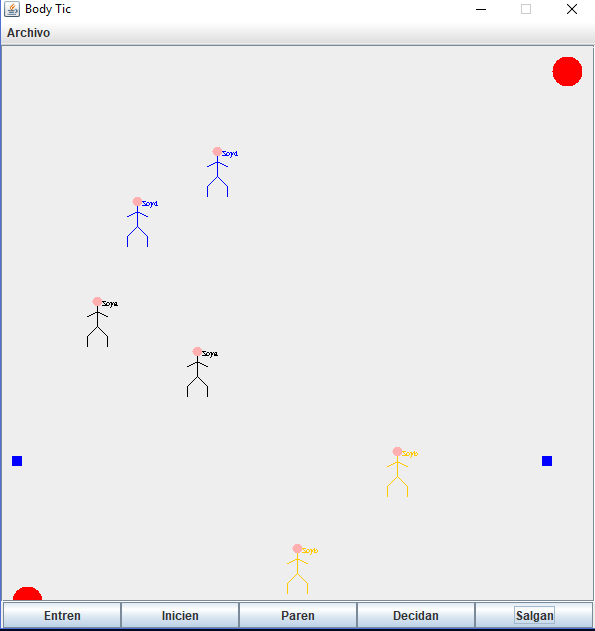 Body Tic
Archivo
Soyd
Soyd
Soya
Soya
Soyb
Soyb
Entren Inicien Paren Decidan Salgan